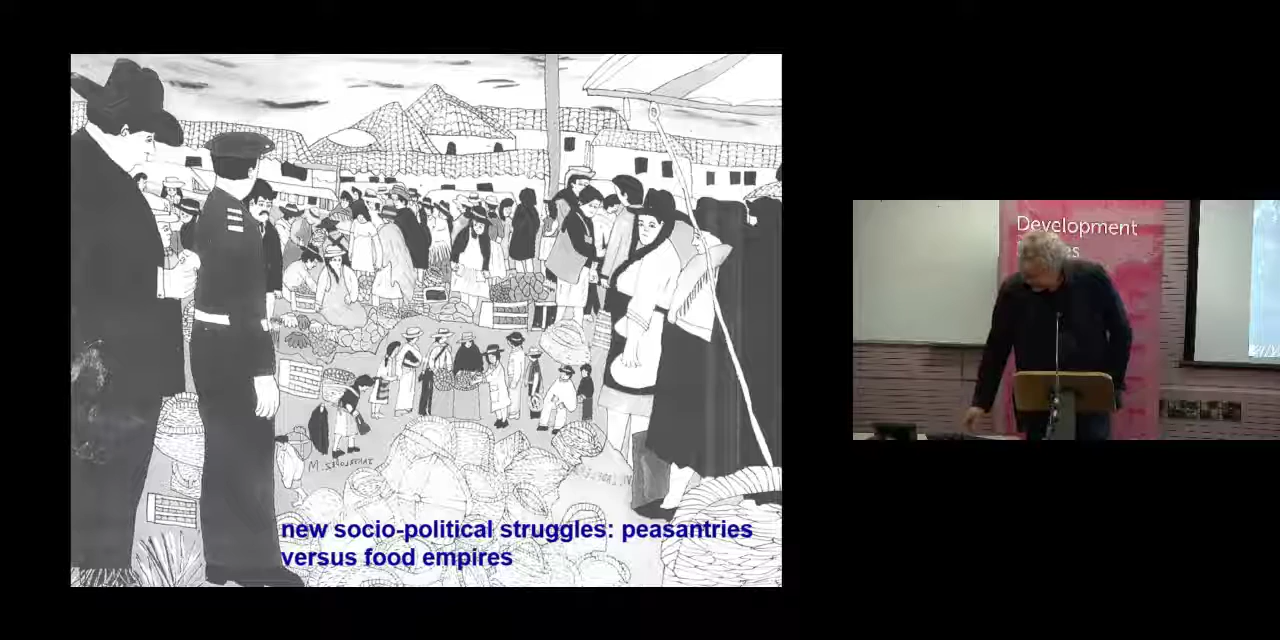 new socio-political struggles: peasantries
versus food empires
Development